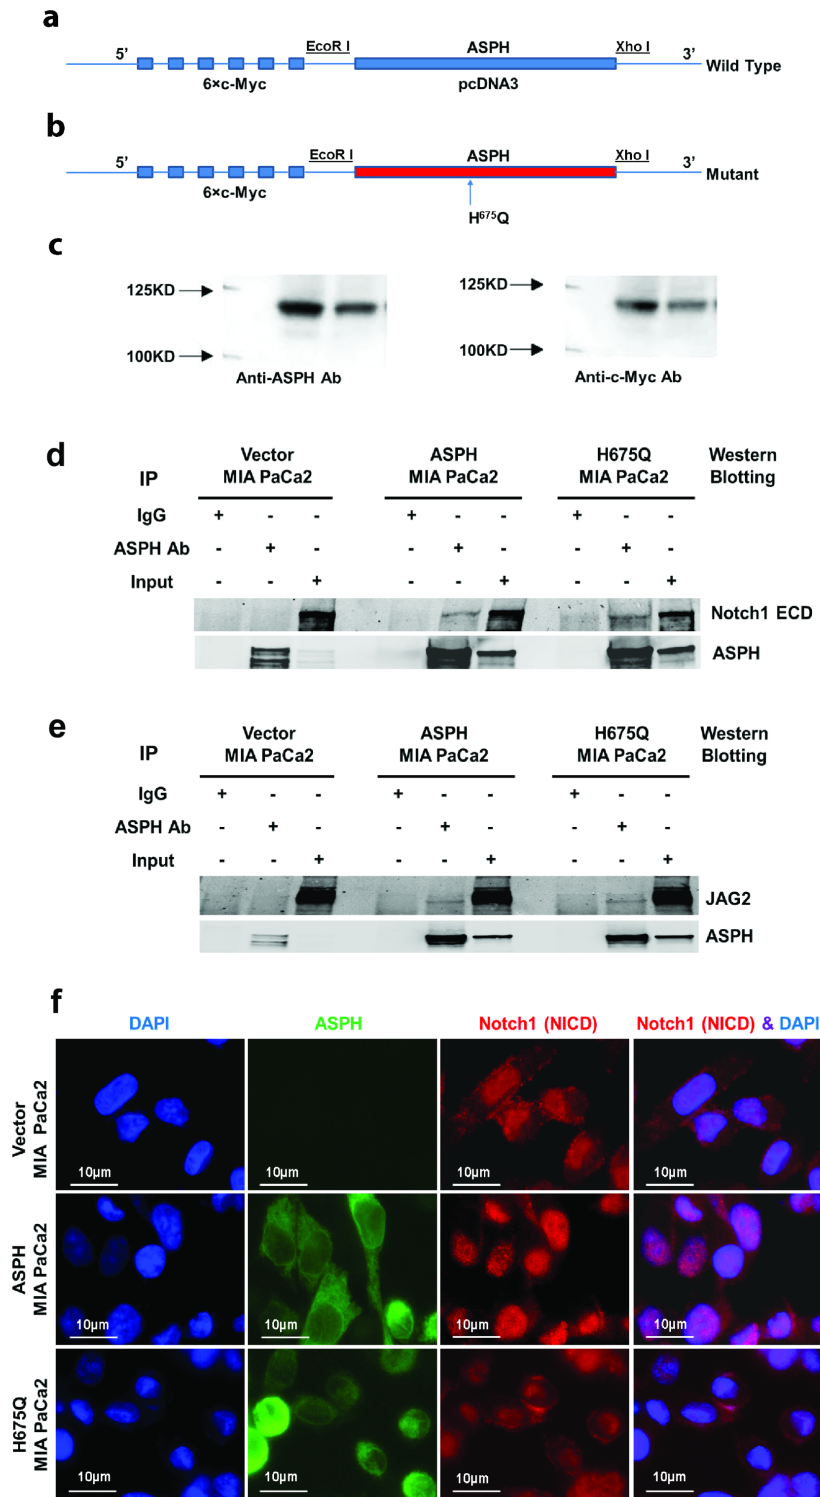 a
5’ EcoR I ASPH Xho I 3’ Wild Type
6×c-Myc pcDNA3
b
5’ EcoR I ASPH Xho I 3’ Mutant
6×c-Myc
H⁶⁷⁵Q
c
125KD 125KD
100KD 100KD
Anti-ASPH Ab Anti-c-Myc Ab
d
Vector ASPH H675Q Western
IP MIA PaCa2 MIA PaCa2 MIA PaCa2 Blotting
IgG + - - + - - + - -
ASPH Ab - + - - + - - + -
Input - - + - - + - - +
Notch1 ECD
ASPH
e
Vector ASPH H675Q Western
IP MIA PaCa2 MIA PaCa2 MIA PaCa2 Blotting
IgG + - - + - - + - -
ASPH Ab - + - - + - - + -
Input - - + - - + - - +
JAG2
ASPH
f
DAPI ASPH Notch1 (NICD) Notch1 (NICD) & DAPI
Vector
MIA PaCa2
10μm 10μm 10μm 10μm
ASPH
MIA PaCa2
10μm 10μm 10μm 10μm
H675Q
MIA PaCa2
10μm 10μm 10μm 10μm